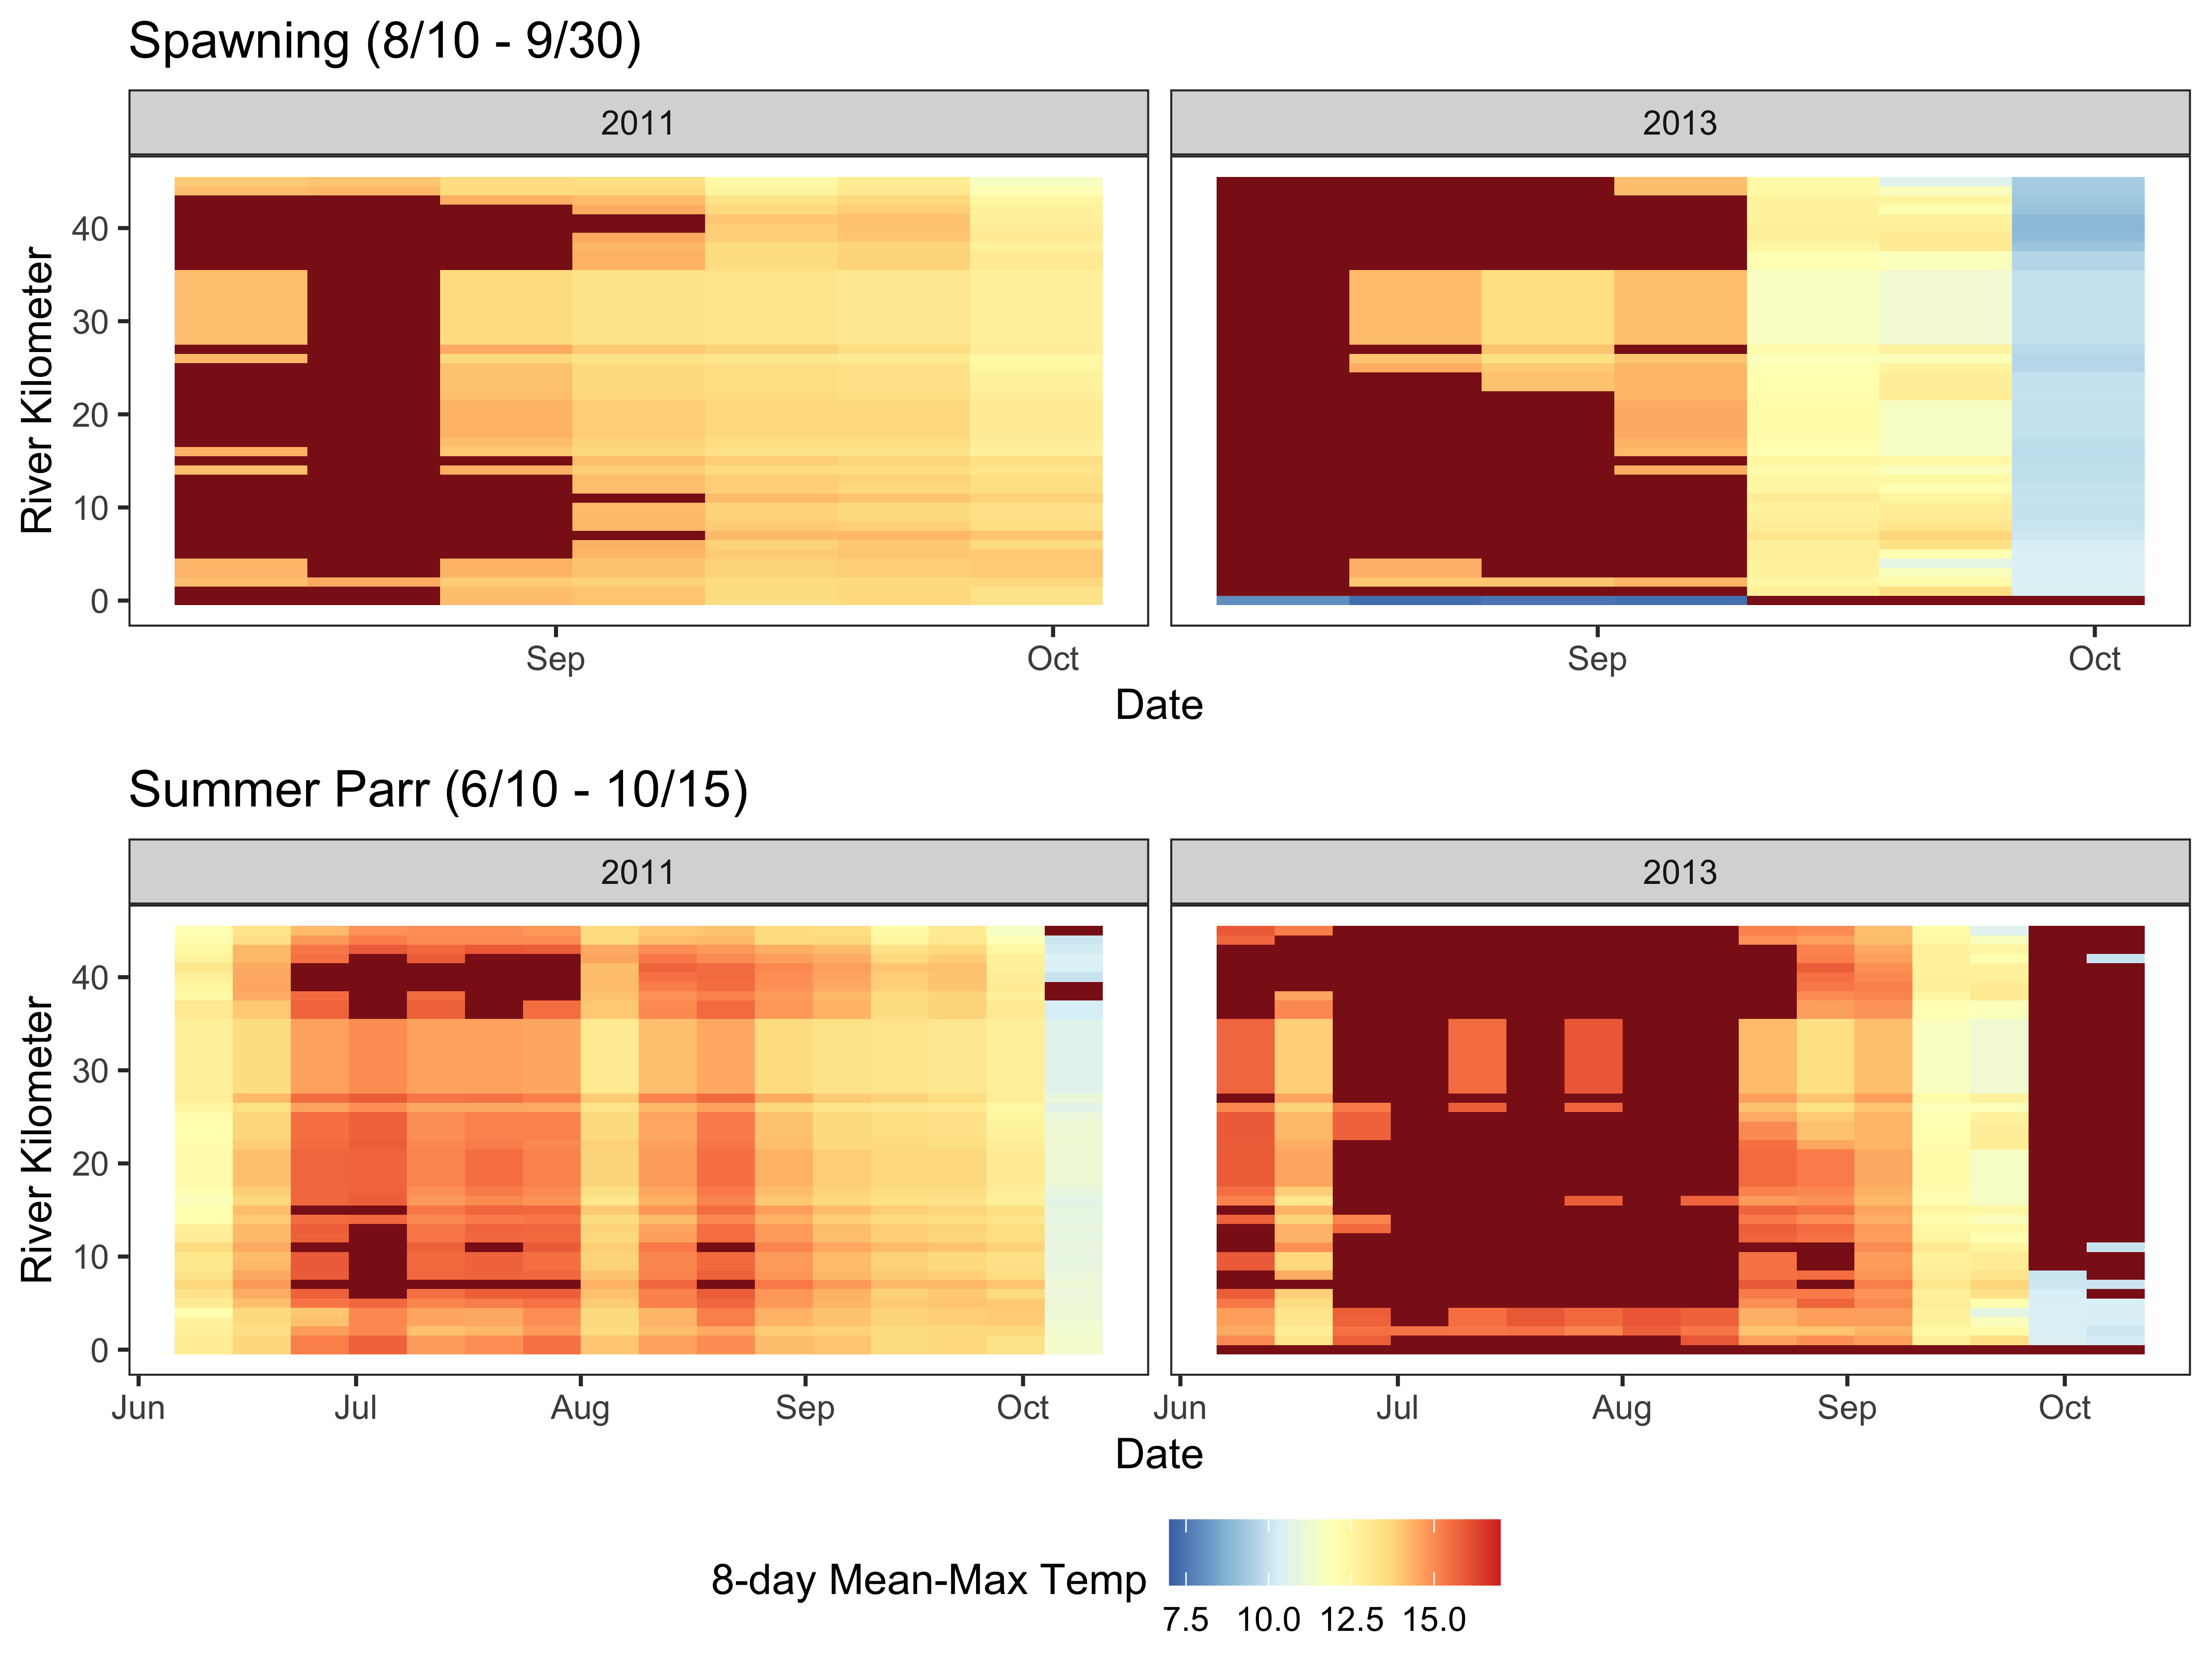 Spawning (8/10 - 9/30)
2011 2013
River Kilometer
40
30
20
10
0
Sep Oct Sep Oct
Date
Summer Parr (6/10 - 10/15)
2011 2013
River Kilometer
40
30
20
10
0
Jun Jul Aug Sep Oct Jun Jul Aug Sep Oct
Date
8-day Mean-Max Temp
7.5 10.0 12.5 15.0